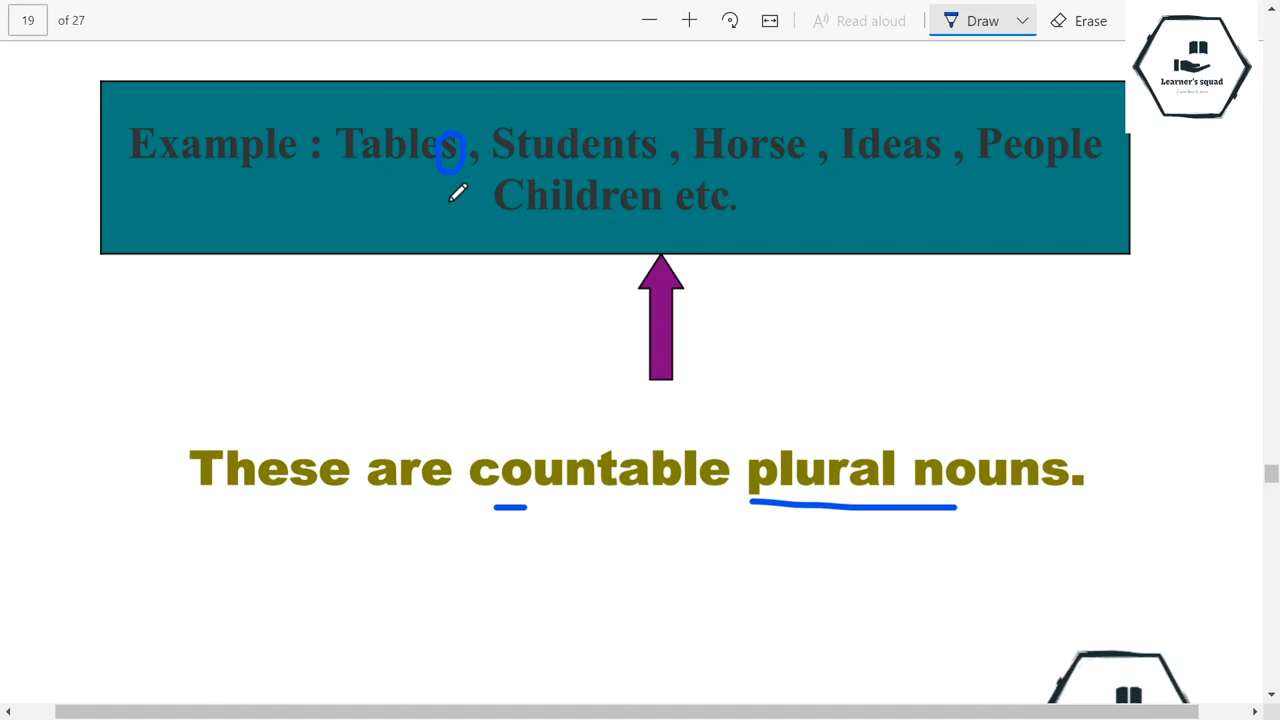 19 of 27 Read aloud Draw Erase
Learner's squad
Example : Tables , Students , Horse , Ideas , People
Children etc.
These are countable plural nouns.